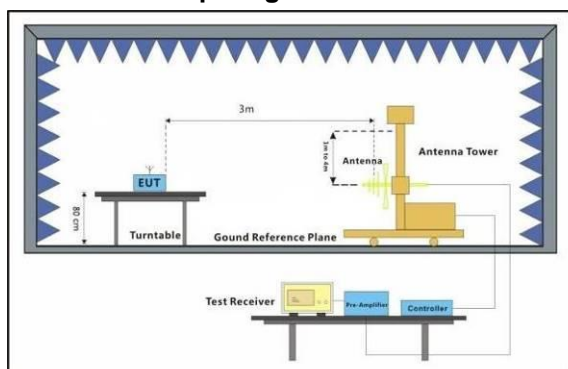 3m
1m to 4m
Antenna
Antenna Tower
EUT
80 cm
Turntable
Gound Reference Plane
Test Receiver
Pre-Amplifier
Controller